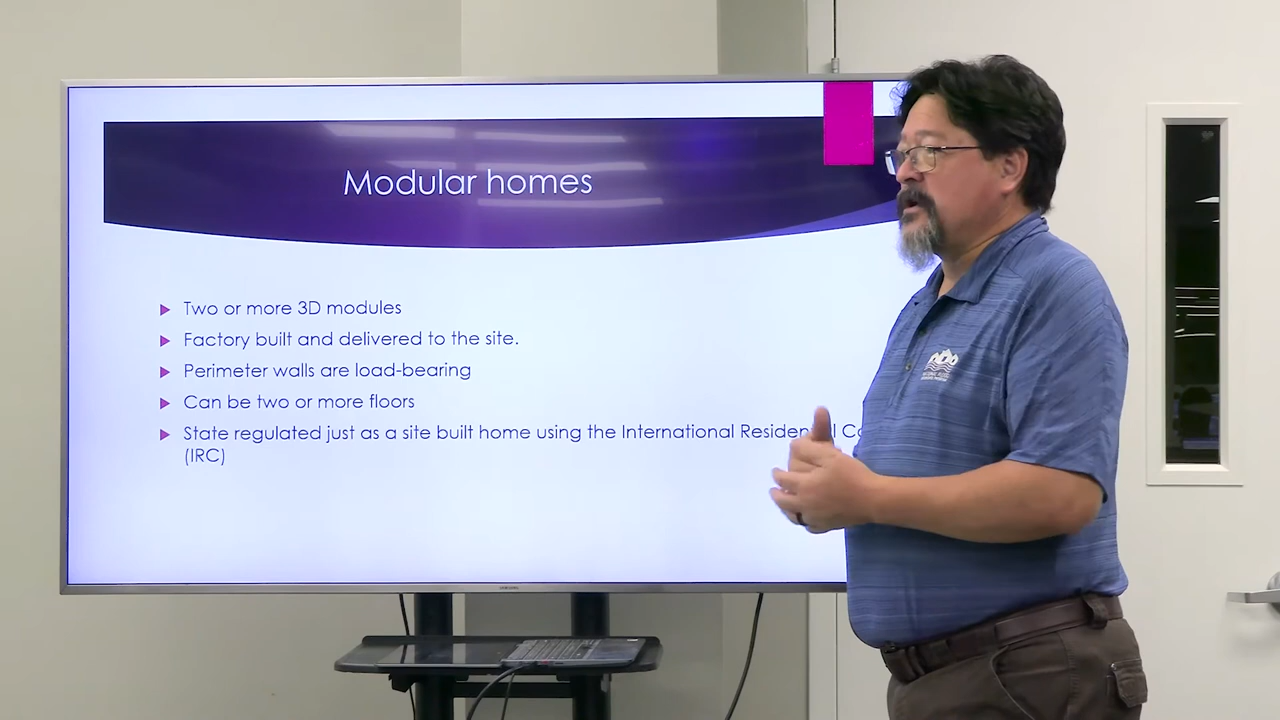 Modular homes
Two or more 3D modules
Factory built and delivered to the site.
Perimeter walls are load-bearing
Can be two or more floors
State regulated just as a site built home using the International
(IRC)